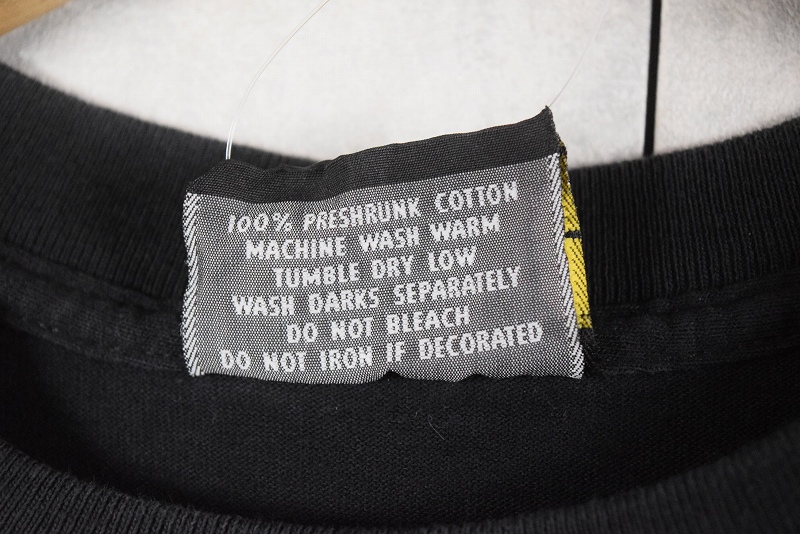 100% PRESHRUNK COTTON
MACHINE WASH WARM
TUMBLE DRY LOW
WASH DARKS SEPARATELY
DO NOT BLEACH
DO NOT IRON IF DECORATED